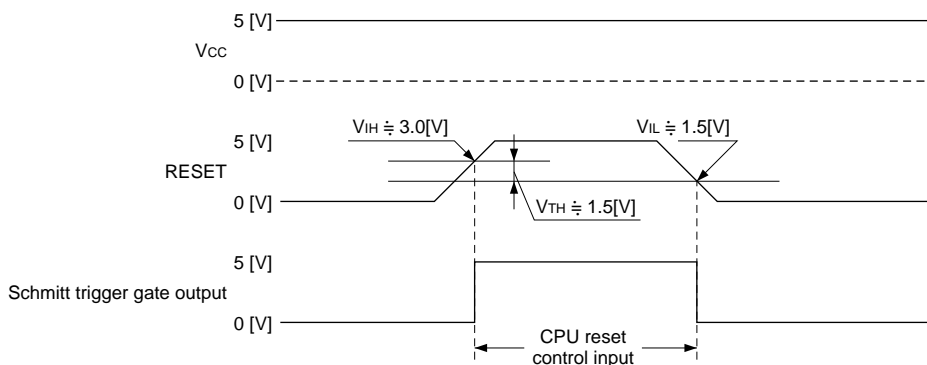 5 [V]
Vcc
0 [V]
VIH ≒ 3.0[V]
VIL ≒ 1.5[V]
5 [V]
RESET
0 [V]
VTH ≒ 1.5[V]
5 [V]
Schmitt trigger gate output
0 [V]
CPU reset
control input